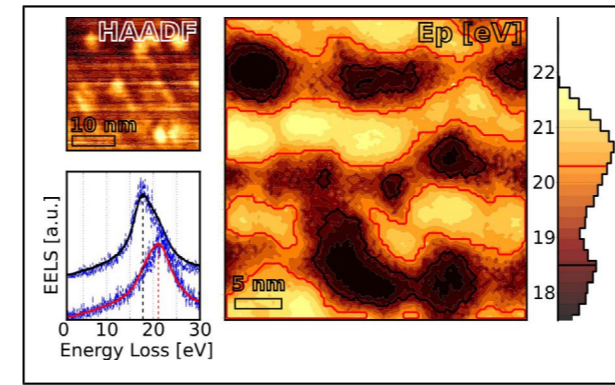 HAADF
10 nm
EELS [a.u.]
0 10 20 30
Energy Loss [eV]
Ep [eV]
5 nm
22
21
20
19
18